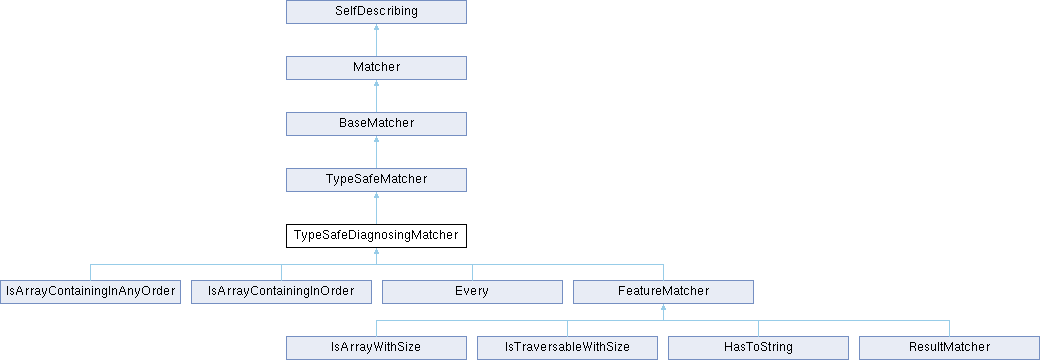 SelfDescribing
Matcher
BaseMatcher
TypeSafeMatcher
TypeSafeDiagnosingMatcher
IsArrayContainingInAnyOrder
IsArrayContainingInOrder
Every
FeatureMatcher
IsArrayWithSize
IsTraversableWithSize
HasToString
ResultMatcher